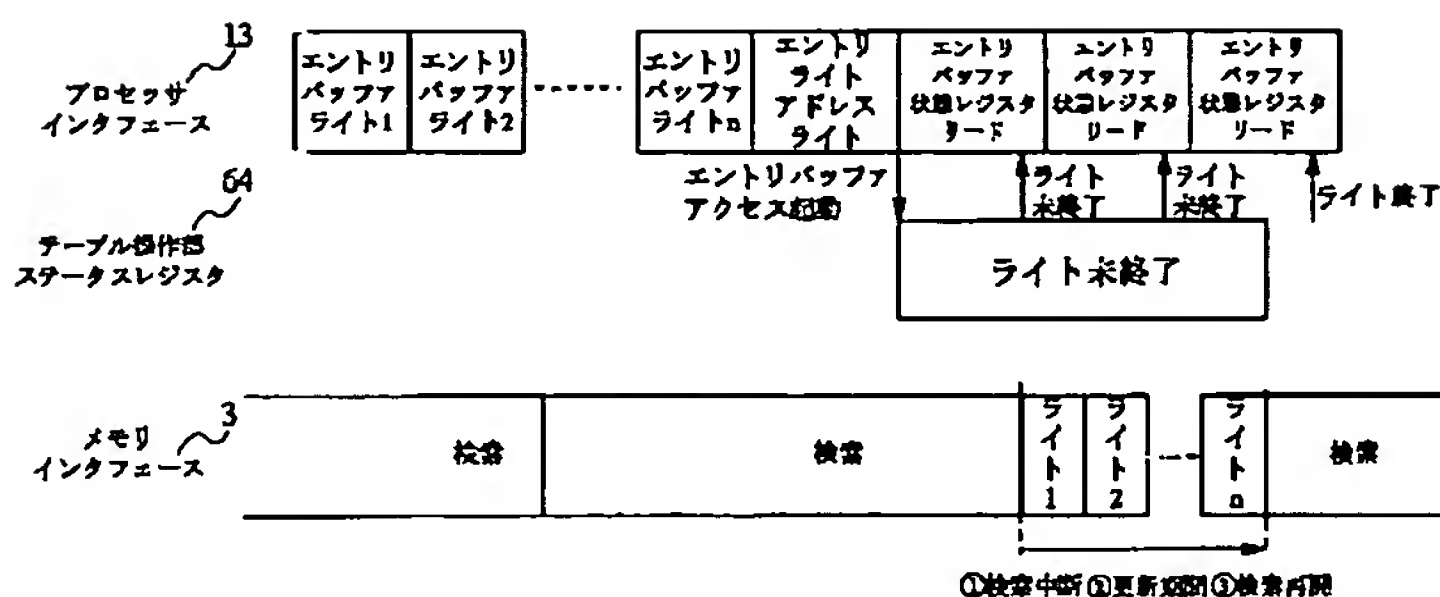 13
プロセッサ
インタフェース
エントリ
バッファ
ライト1
エントリ
バッファ
ライト2
エントリ
バッファ
ライトn
エントリ
ライト
アドレス
ライト
エントリ
バッファ
状態レジスタ
リード
エントリ
バッファ
状態レジスタ
リード
エントリ
バッファ
状態レジスタ
リード
エントリバッファ
アクセス起動
ライト
未終了
ライト
未終了
ライト終了
64
テーブル操作部
ステータスレジスタ
ライト未終了
3
メモリ
インタフェース
検索
検索
ライト1
ライト2
ライトn
検索
①検索中断 ②更新期間 ③検索再開